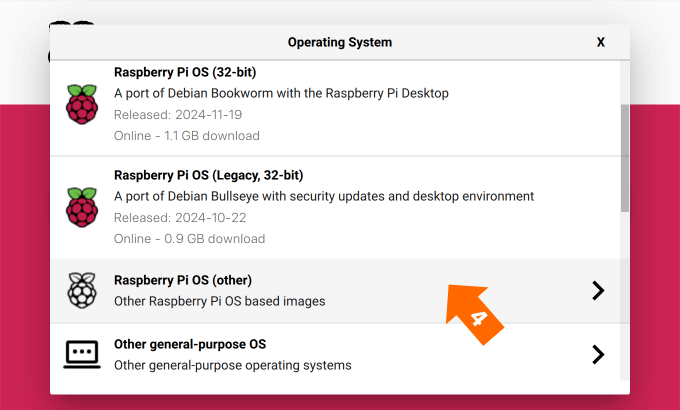 Operating System
X
Raspberry Pi OS (32-bit)
A port of Debian Bookworm with the Raspberry Pi Desktop
Released: 2024-11-19
Online - 1.1 GB download
Raspberry Pi OS (Legacy, 32-bit)
A port of Debian Bullseye with security updates and desktop environment
Released: 2024-10-22
Online - 0.9 GB download
Raspberry Pi OS (other)
Other Raspberry Pi OS based images
4
Other general-purpose OS
Other general-purpose operating systems